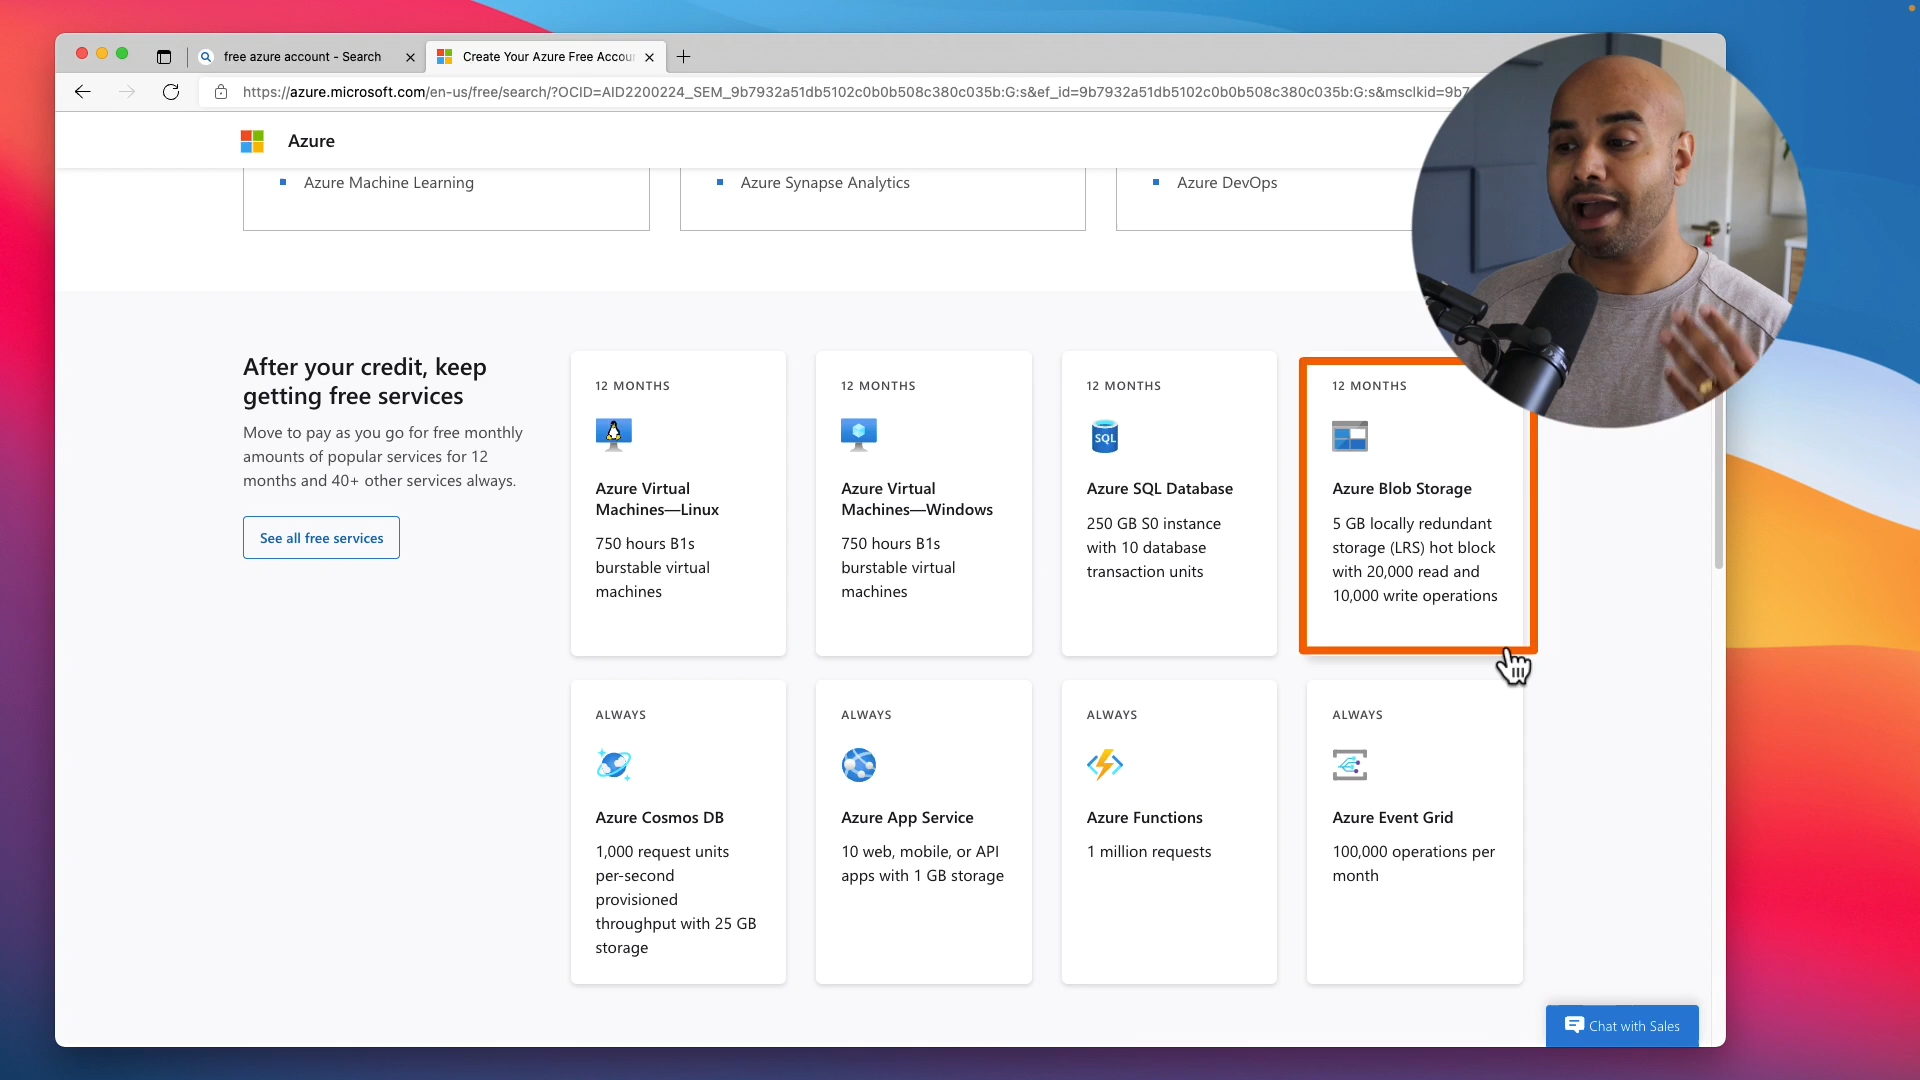 free azure account - Search
Create Your Azure Free Accou
https://azure.microsoft.com/en-us/free/search/?OCID=AID2200224_SEM_9b7932a51db5102c0b0b508c380c035b:G:s&ef_id=9b7932a51db5102c0b0b508c380c035b:G:s&msclkid=9b7
Azure
Azure Machine Learning
Azure Synapse Analytics
Azure DevOps
After your credit, keep
getting free services
Move to pay as you go for free monthly
amounts of popular services for 12
months and 40+ other services always.
See all free services
12 MONTHS
Azure Virtual
Machines—Linux
750 hours B1s
burstable virtual
machines
12 MONTHS
Azure Virtual
Machines—Windows
750 hours B1s
burstable virtual
machines
12 MONTHS
SQL
Azure SQL Database
250 GB S0 instance
with 10 database
transaction units
12 MONTHS
Azure Blob Storage
5 GB locally redundant
storage (LRS) hot block
with 20,000 read and
10,000 write operations
ALWAYS
Azure Cosmos DB
1,000 request units
per-second
provisioned
throughput with 25 GB
storage
ALWAYS
Azure App Service
10 web, mobile, or API
apps with 1 GB storage
ALWAYS
Azure Functions
1 million requests
ALWAYS
Azure Event Grid
100,000 operations per
month
Chat with Sales